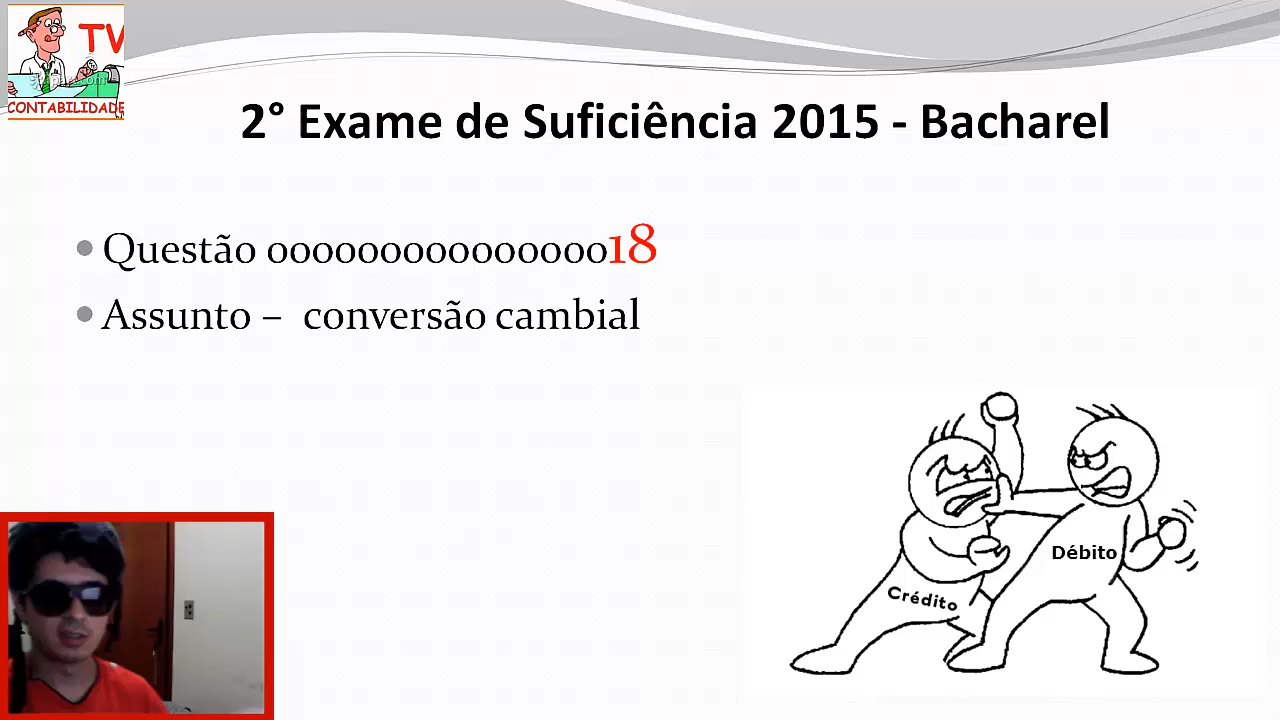 TV
CONTABILIDADE
2° Exame de Suficiência 2015 - Bacharel
• Questão ooooooooooooooo18
• Assunto – conversão cambial
Débito
Crédito